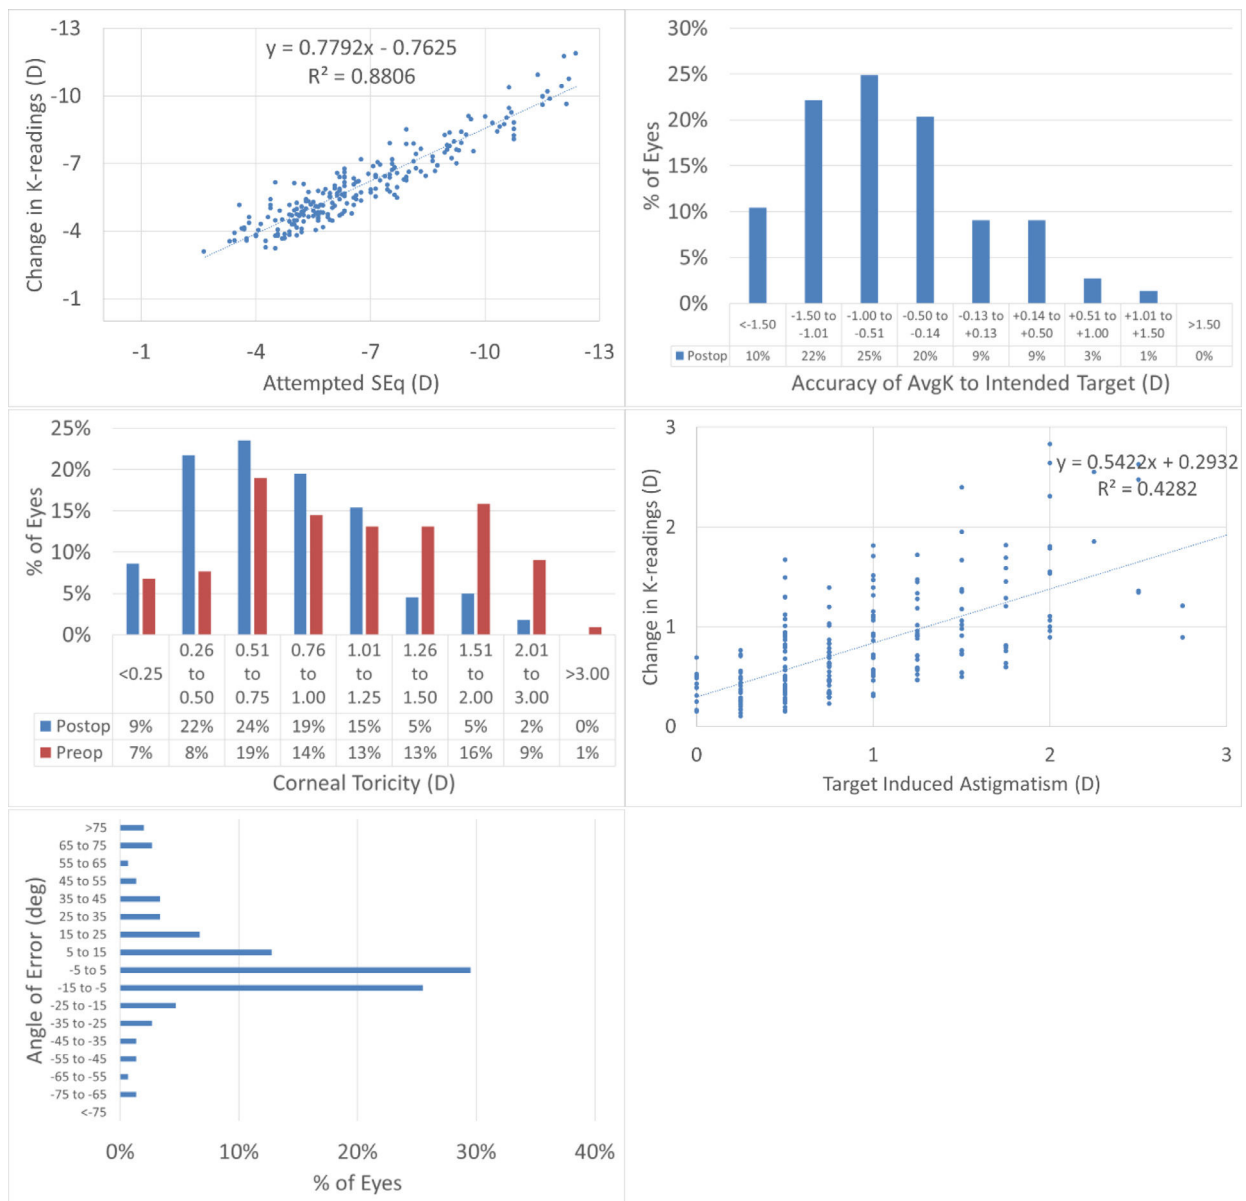 -13
-10
-7
-4
-1
Change in K-readings (D)
y = 0.7792x - 0.7625
R² = 0.8806
-1 -4 -7 -10 -13
Attempted SEq (D)
30%
25%
20%
15%
10%
5%
0%
% of Eyes
<-1.50 -1.50 to -1.01 -1.00 to -0.51 -0.50 to -0.14 -0.13 to +0.13 +0.14 to +0.50 +0.51 to +1.00 +1.01 to +1.50 >1.50
Postop 10% 22% 25% 20% 9% 9% 3% 1% 0%
Accuracy of AvgK to Intended Target (D)
25%
20%
15%
10%
5%
0%
% of Eyes
<0.25 0.26 to 0.50 0.51 to 0.75 0.76 to 1.00 1.01 to 1.25 1.26 to 1.50 1.51 to 2.00 2.01 to 3.00 >3.00
Postop 9% 22% 24% 19% 15% 5% 5% 2% 0%
Preop 7% 8% 19% 14% 13% 13% 16% 9% 1%
Corneal Toricity (D)
3
2
1
0
Change in K-readings (D)
y = 0.5422x + 0.2932
R² = 0.4282
0 1 2 3
Target Induced Astigmatism (D)
Angle of Error (deg)
>75
65 to 75
55 to 65
45 to 55
35 to 45
25 to 35
15 to 25
5 to 15
-5 to 5
-15 to -5
-25 to -15
-35 to -25
-45 to -35
-55 to -45
-65 to -55
-75 to -65
<-75
0% 10% 20% 30% 40%
% of Eyes